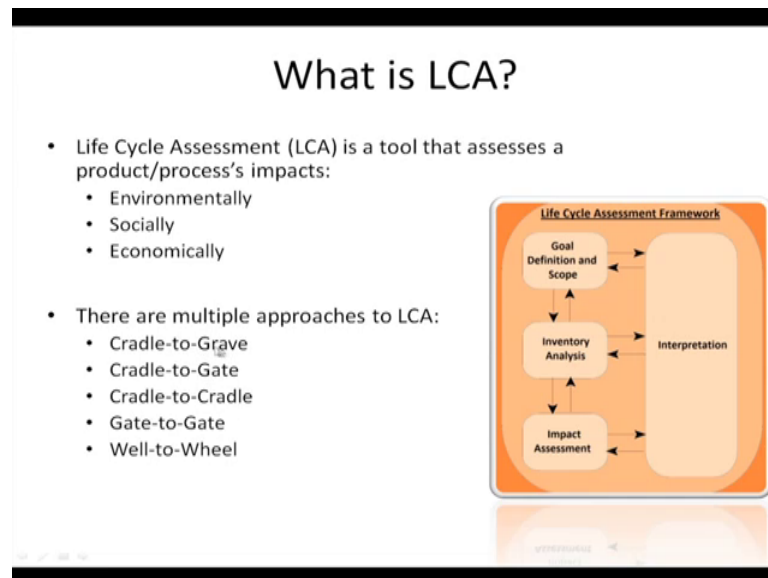 What is LCA?
• Life Cycle Assessment (LCA) is a tool that assesses a
product/process's impacts:
• Environmentally
• Socially
• Economically
• There are multiple approaches to LCA:
• Cradle-to-Grave
• Cradle-to-Gate
• Cradle-to-Cradle
• Gate-to-Gate
• Well-to-Wheel
Life Cycle Assessment Framework
Goal
Definition and
Scope
Inventory
Analysis
Interpretation
Impact
Assessment